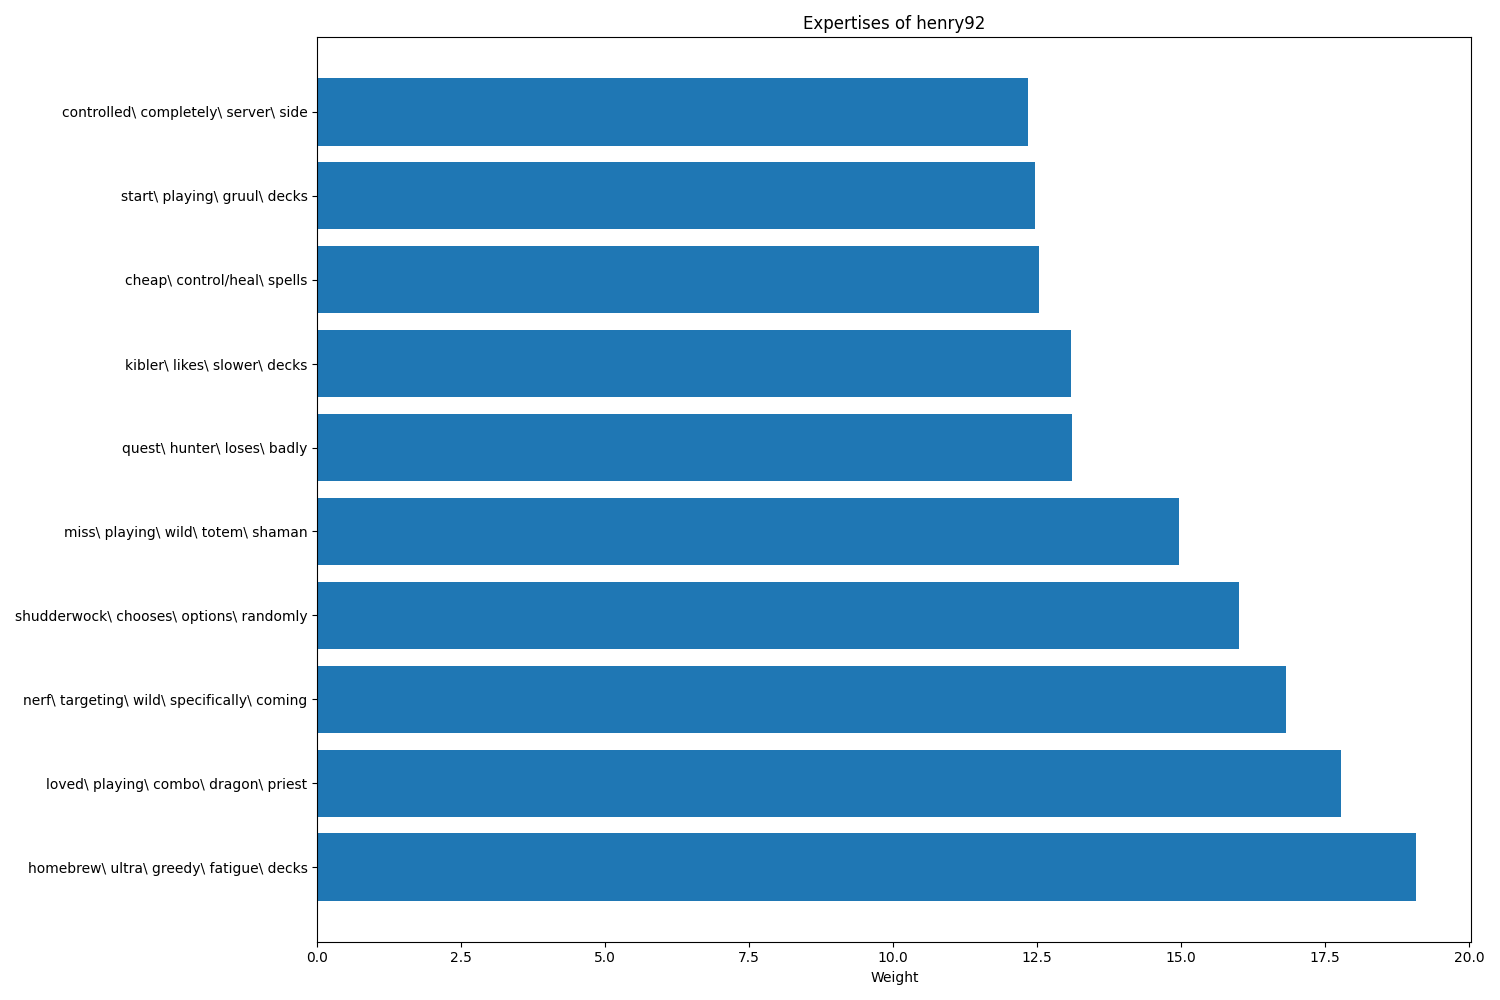 Expertises of henry92
controlled\ completely\ server\ side
start\ playing\ gruul\ decks
cheap\ control/heal\ spells
kibler\ likes\ slower\ decks
quest\ hunter\ loses\ badly
miss\ playing\ wild\ totem\ shaman
shudderwock\ chooses\ options\ randomly
nerf\ targeting\ wild\ specifically\ coming
loved\ playing\ combo\ dragon\ priest
homebrew\ ultra\ greedy\ fatigue\ decks
0.0 2.5 5.0 7.5 10.0 12.5 15.0 17.5 20.0
Weight